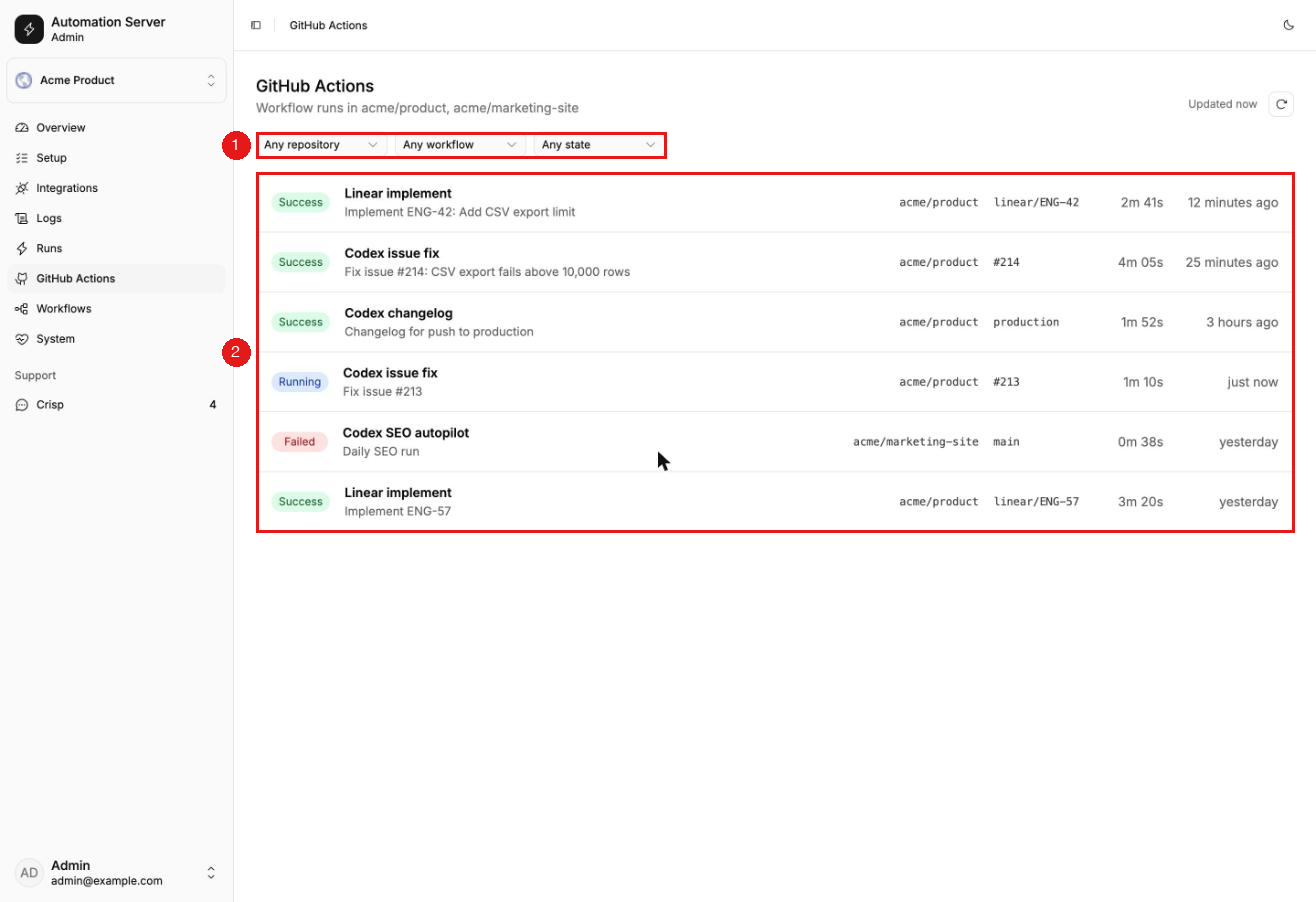 Automation Server
Admin
Acme Product
Overview
Setup
Integrations
Logs
Runs
GitHub Actions
Workflows
System
Support
Crisp 4
AD
Admin
admin@example.com
GitHub Actions
GitHub Actions
Workflow runs in acme/product, acme/marketing-site
Updated now
1
Any repository Any workflow Any state
2
Success Linear implement acme/product linear/ENG-42 2m 41s 12 minutes ago
Implement ENG-42: Add CSV export limit
Success Codex issue fix acme/product #214 4m 05s 25 minutes ago
Fix issue #214: CSV export fails above 10,000 rows
Success Codex changelog acme/product production 1m 52s 3 hours ago
Changelog for push to production
Running Codex issue fix acme/product #213 1m 10s just now
Fix issue #213
Failed Codex SEO autopilot acme/marketing-site main 0m 38s yesterday
Daily SEO run
Success Linear implement acme/product linear/ENG-57 3m 20s yesterday
Implement ENG-57